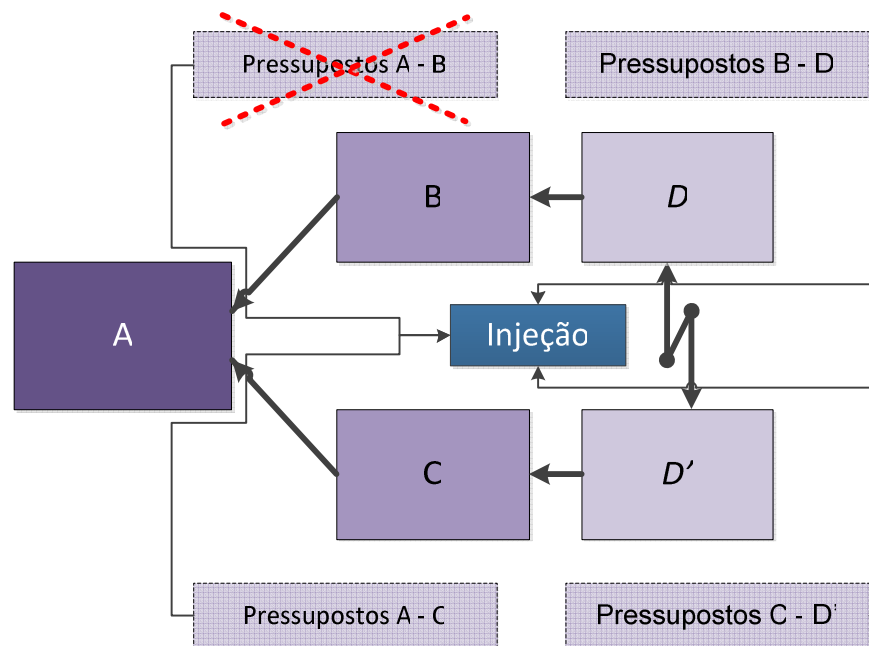 Pressupostos A - B
Pressupostos B - D
B
D
A
Injeção
C
D’
Pressupostos A - C
Pressupostos C - D’